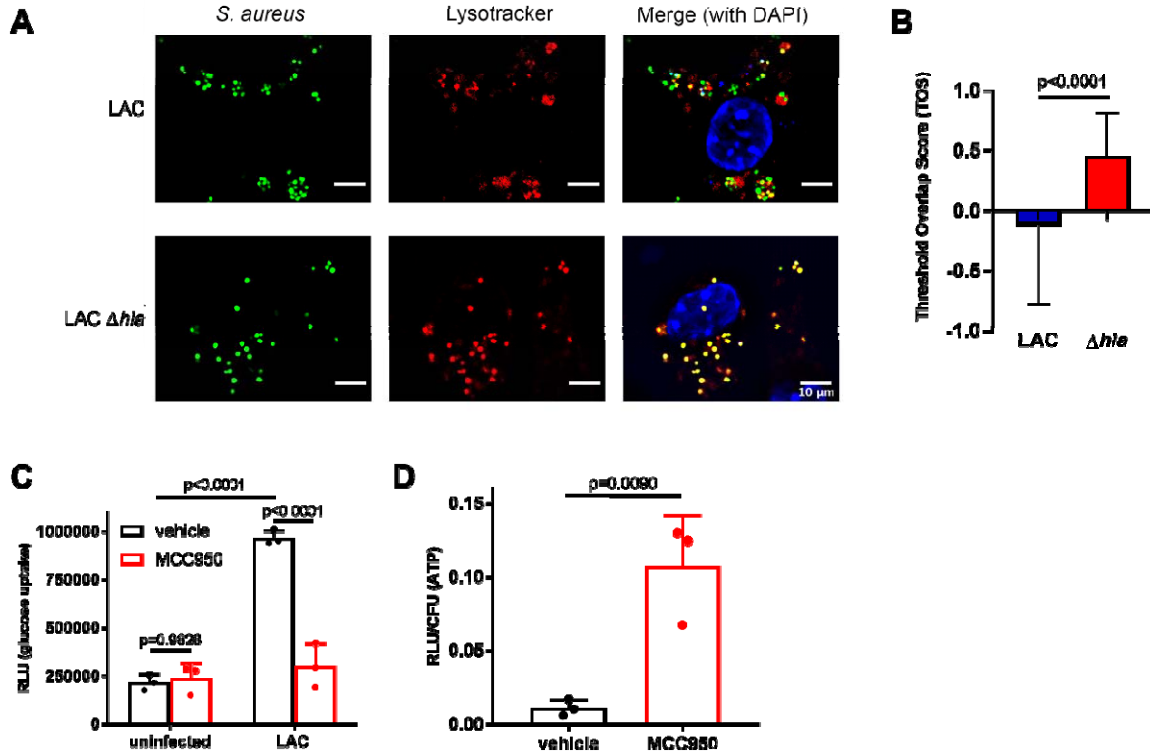 A
S. aureus
Lysotracker
Merge (with DAPI)
LAC
LAC Δhla
10 µm
B
p<0.0001
Threshold Overlap Score (TOS)
1.0
0.5
0.0
-0.5
-1.0
LAC
Δhla
C
p<0.0001
p<0.0001
vehicle
MCC950
p=0.9828
RLU (glucose uptake)
1000000
750000
500000
250000
0
uninfected
LAC
D
p=0.0090
RLU/CFU (ATP)
0.15
0.10
0.05
0.00
vehicle
MCC950